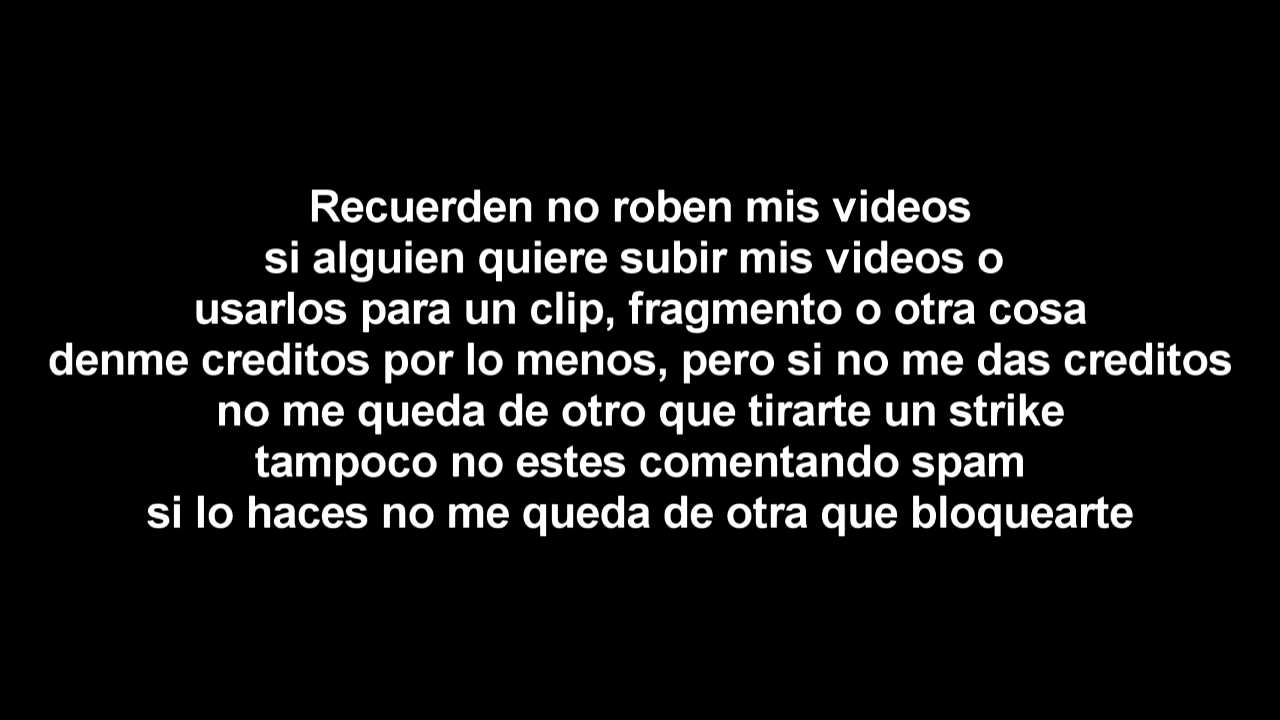 Recuerden no roben mis videos
si alguien quiere subir mis videos o
usarlos para un clip, fragmento o otra cosa
denme creditos por lo menos, pero si no me das creditos
no me queda de otro que tirarte un strike
tampoco no estes comentando spam
si lo haces no me queda de otra que bloquearte